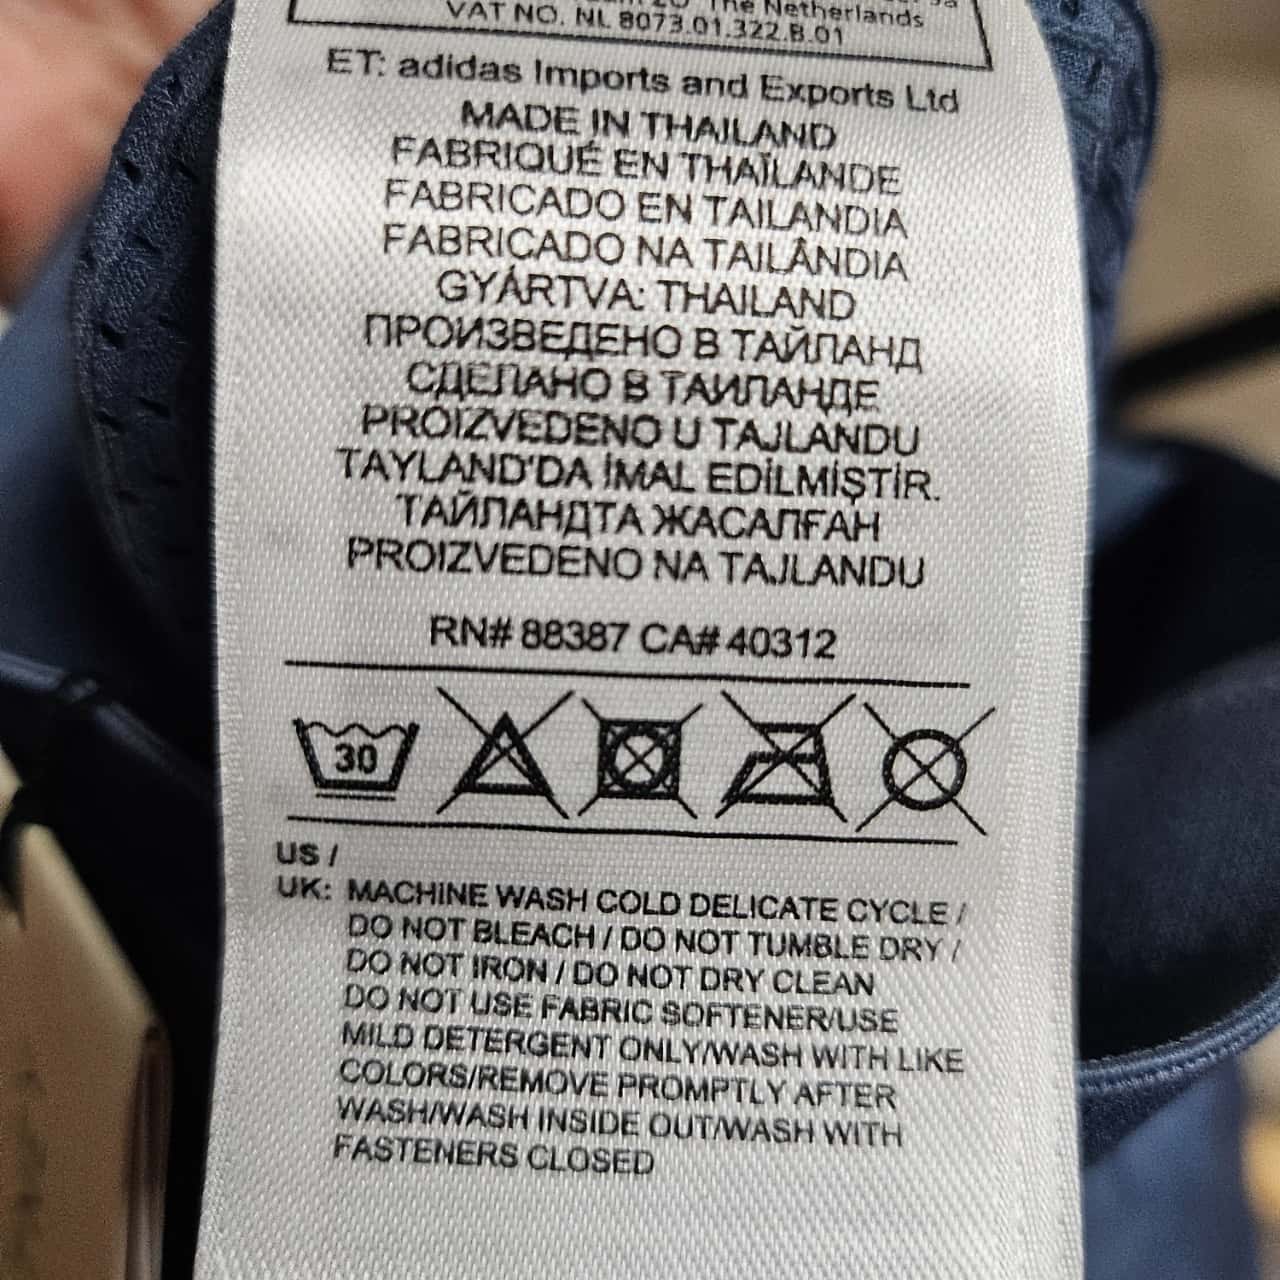 The Netherlands
VAT NO. NL 8073.01.322.B.01
ET: adidas Imports and Exports Ltd
MADE IN THAILAND
FABRIQUÉ EN THAÏLANDE
FABRICADO EN TAILANDIA
FABRICADO NA TAILÂNDIA
GYÁRTVA: THAILAND
ПРОИЗВЕДЕНО В ТАЙЛАНД
СДЕЛАНО В ТАИЛАНДЕ
PROIZVEDENO U TAJLANDU
TAYLAND'DA İMAL EDİLMİŞTİR.
ТАЙЛАНДТА ЖАСАЛҒАН
PROIZVEDENO NA TAJLANDU
RN# 88387 CA# 40312
30
US /
UK: MACHINE WASH COLD DELICATE CYCLE /
DO NOT BLEACH / DO NOT TUMBLE DRY /
DO NOT IRON / DO NOT DRY CLEAN
DO NOT USE FABRIC SOFTENER/USE
MILD DETERGENT ONLY/WASH WITH LIKE
COLORS/REMOVE PROMPTLY AFTER
WASH/WASH INSIDE OUT/WASH WITH
FASTENERS CLOSED